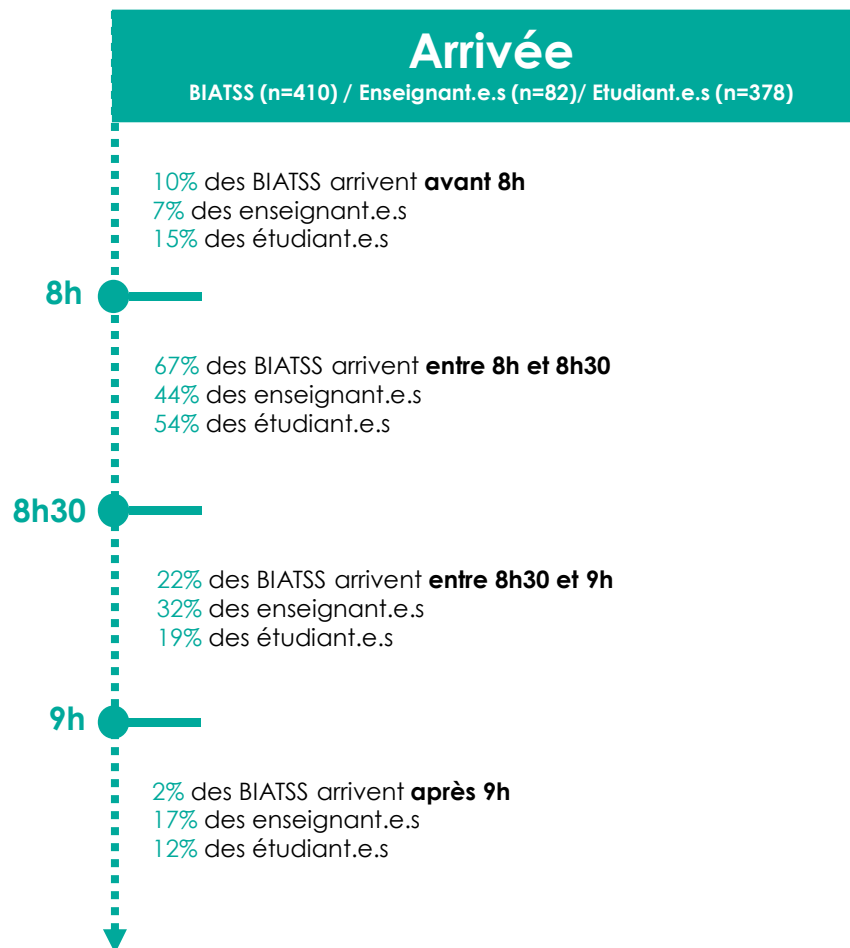 Arrivée
BIATSS (n=410) / Enseignant.e.s (n=82)/ Etudiant.e.s (n=378)
10% des BIATSS arrivent avant 8h
7% des enseignant.e.s
15% des étudiant.e.s
8h
67% des BIATSS arrivent entre 8h et 8h30
44% des enseignant.e.s
54% des étudiant.e.s
8h30
22% des BIATSS arrivent entre 8h30 et 9h
32% des enseignant.e.s
19% des étudiant.e.s
9h
2% des BIATSS arrivent après 9h
17% des enseignant.e.s
12% des étudiant.e.s